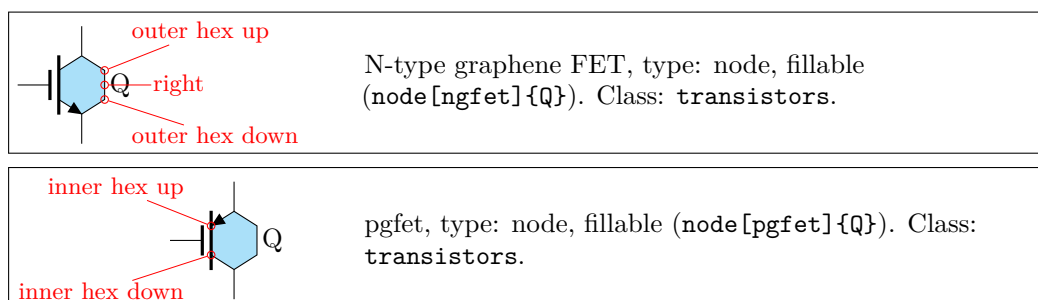 outer hex up
Q
right
outer hex down
N-type graphene FET, type: node, fillable
(node[ngfet]{Q}). Class: transistors.
inner hex up
Q
inner hex down
pgfet, type: node, fillable (node[pgfet]{Q}). Class:
transistors.